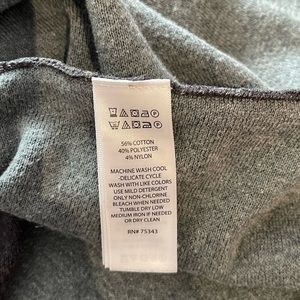 56% COTTON
40% POLYESTER
4% NYLON
MACHINE WASH COOL
-DELICATE CYCLE
WASH WITH LIKE COLORS
USE MILD DETERGENT
ONLY NON-CHLORINE
BLEACH WHEN NEEDED
TUMBLE DRY LOW
MEDIUM IRON IF NEEDED
OR DRY CLEAN
RN# 75343